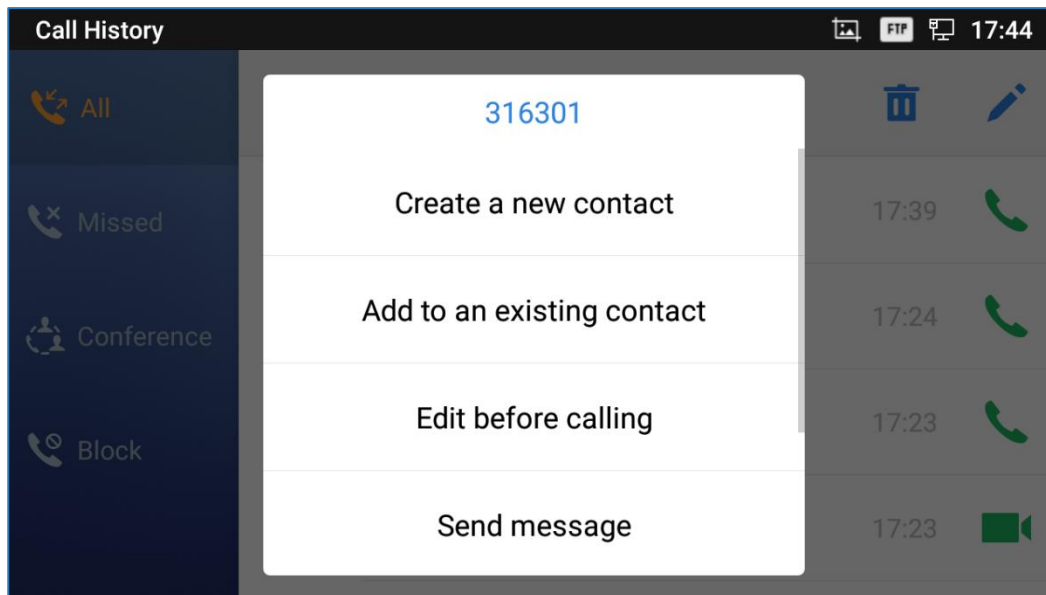 Call History
FTP
17:44
All
Missed
Conference
Block
316301
Create a new contact
Add to an existing contact
Edit before calling
Send message
17:39
17:24
17:23
17:23